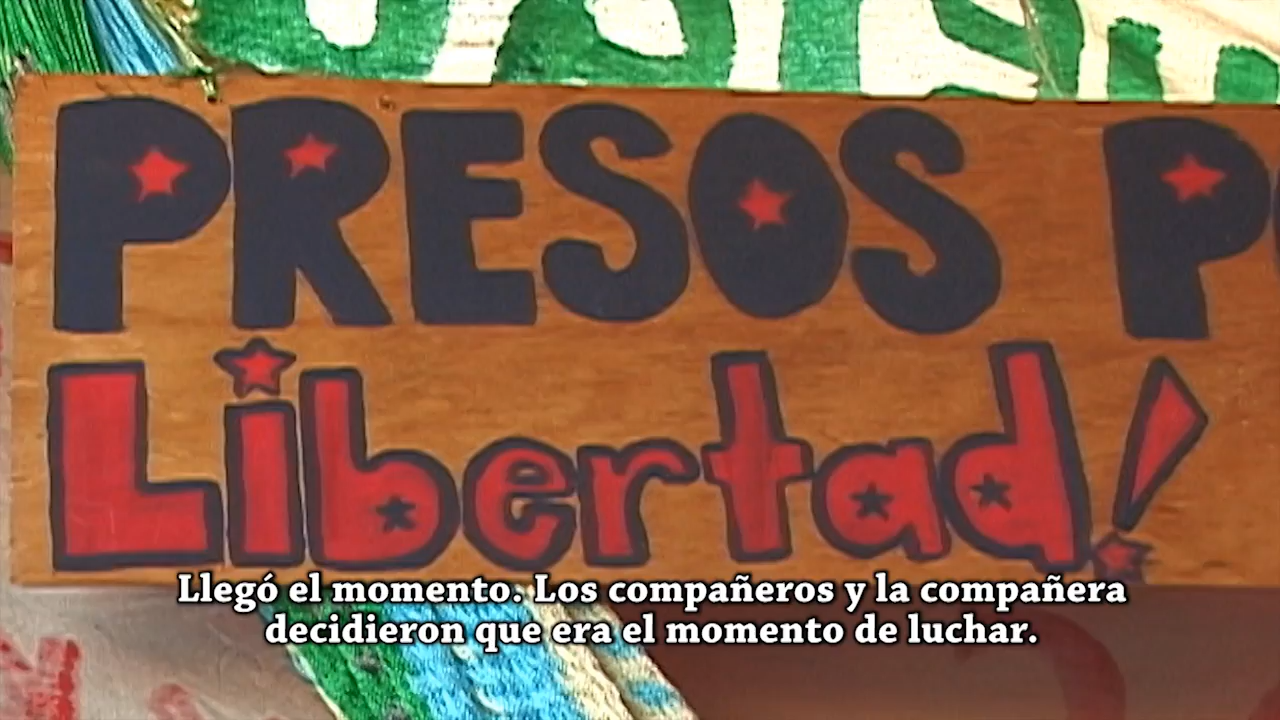 PRESOS P
Libertad!
Llegó el momento. Los compañeros y la compañera
decidieron que era el momento de luchar.